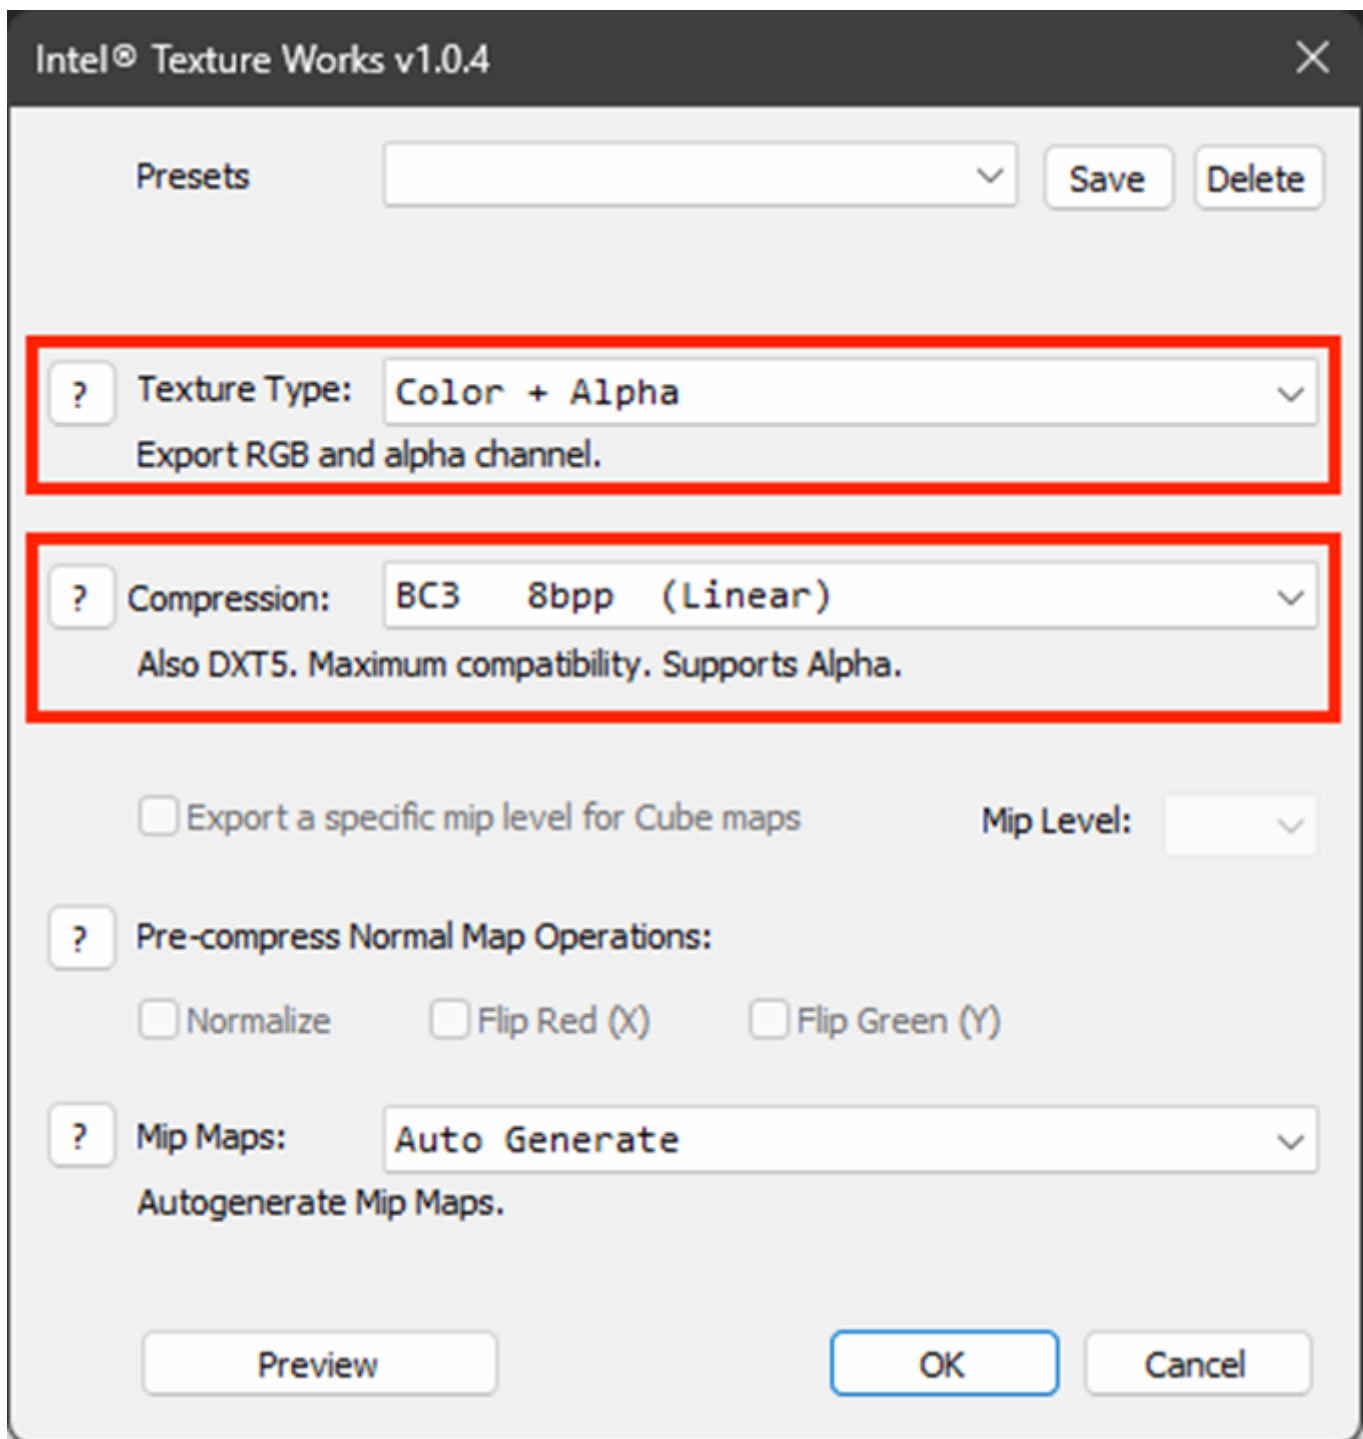 Intel® Texture Works v1.0.4
Presets Save Delete
? Texture Type: Color + Alpha
Export RGB and alpha channel.
? Compression: BC3 8bpp (Linear)
Also DXT5. Maximum compatibility. Supports Alpha.
Export a specific mip level for Cube maps Mip Level:
? Pre-compress Normal Map Operations:
Normalize Flip Red (X) Flip Green (Y)
? Mip Maps: Auto Generate
Autogenerate Mip Maps.
Preview OK Cancel